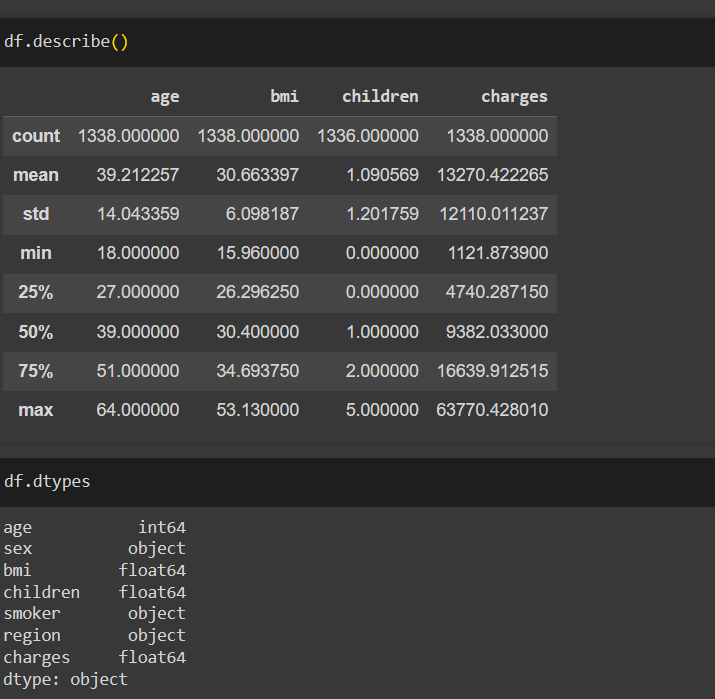 df.describe()
age bmi children charges
count 1338.000000 1338.000000 1336.000000 1338.000000
mean 39.212257 30.663397 1.090569 13270.422265
std 14.043359 6.098187 1.201759 12110.011237
min 18.000000 15.960000 0.000000 1121.873900
25% 27.000000 26.296250 0.000000 4740.287150
50% 39.000000 30.400000 1.000000 9382.033000
75% 51.000000 34.693750 2.000000 16639.912515
max 64.000000 53.130000 5.000000 63770.428010
df.dtypes
age int64
sex object
bmi float64
children float64
smoker object
region object
charges float64
dtype: object